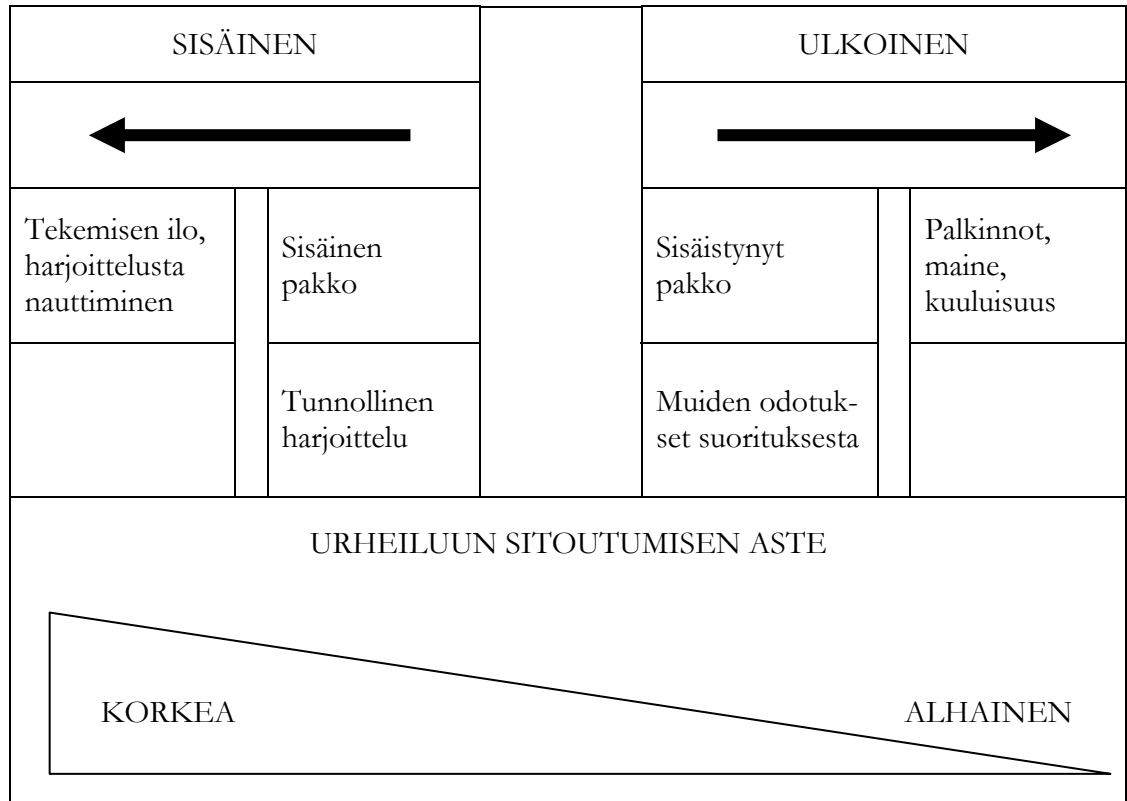 SISÄINEN
ULKOINEN
Tekemisen ilo,
harjoittelusta
nauttiminen
Sisäinen
pakko
Sisäistynyt
pakko
Palkinnot,
maine,
kuuluisuus
Tunnollinen
harjoittelu
Muiden odotuk-
set suorituksesta
URHEILUUN SITOUTUMISEN ASTE
KORKEA
ALHAINEN